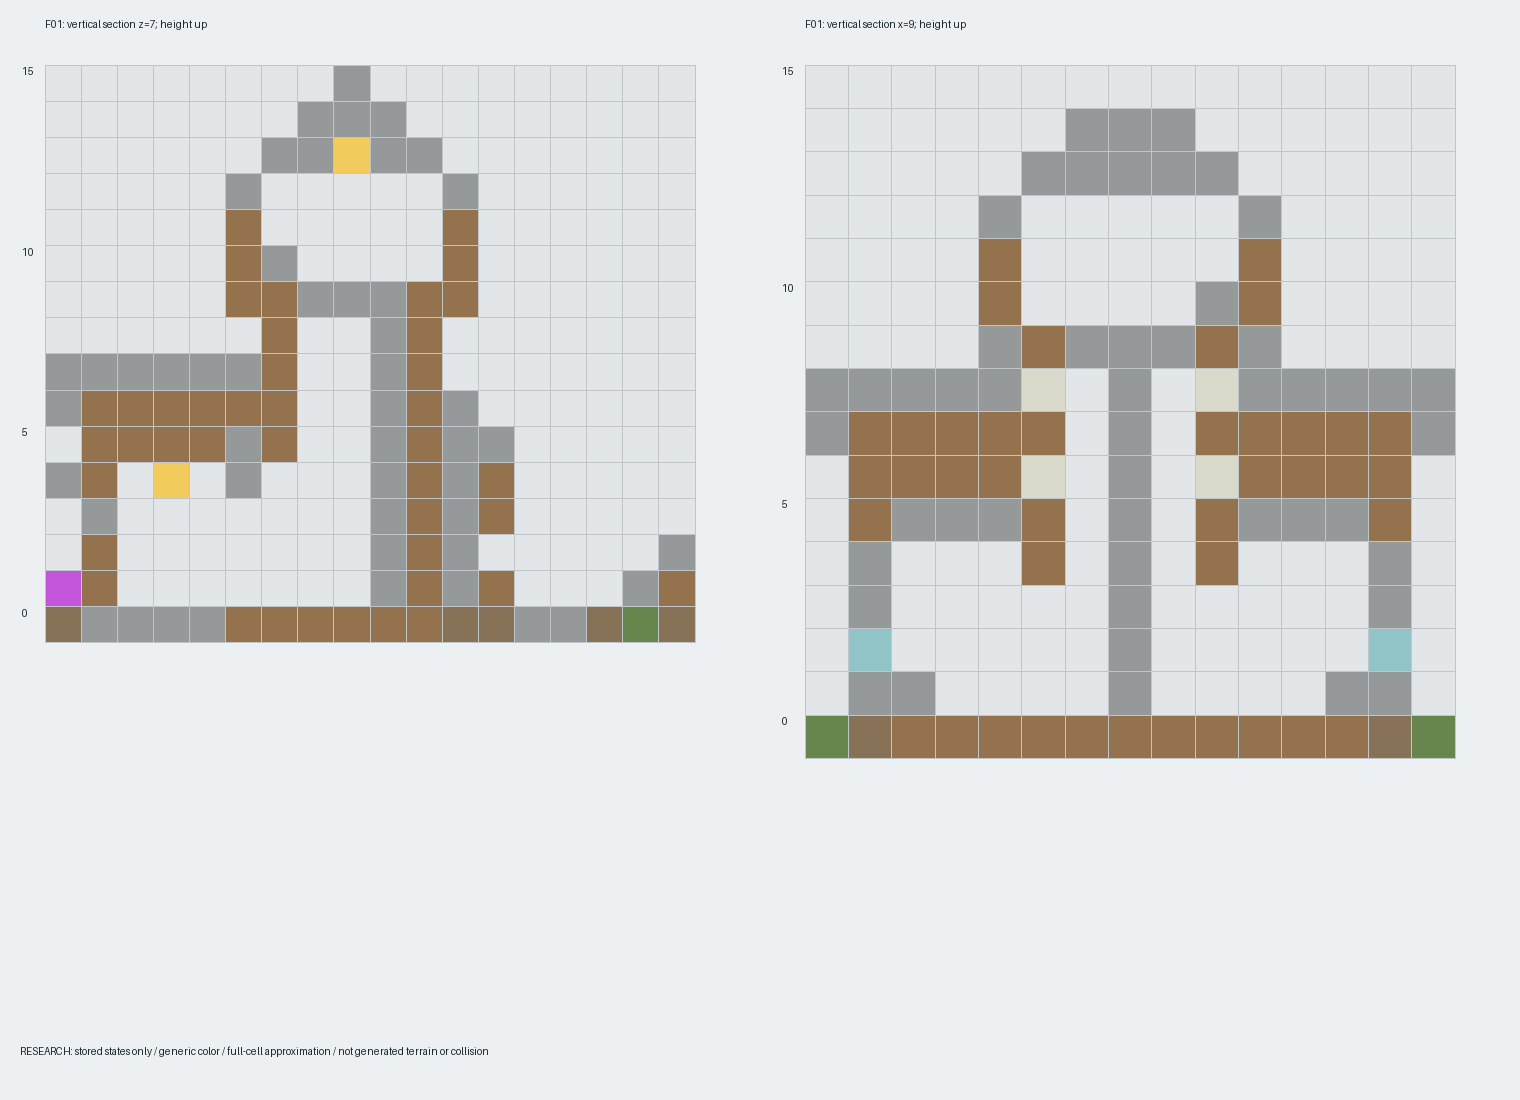 F01: vertical section z=7; height up
F01: vertical section x=9; height up
15
10
5
0
15
10
5
0
RESEARCH: stored states only / generic color / full-cell approximation / not generated terrain or collision